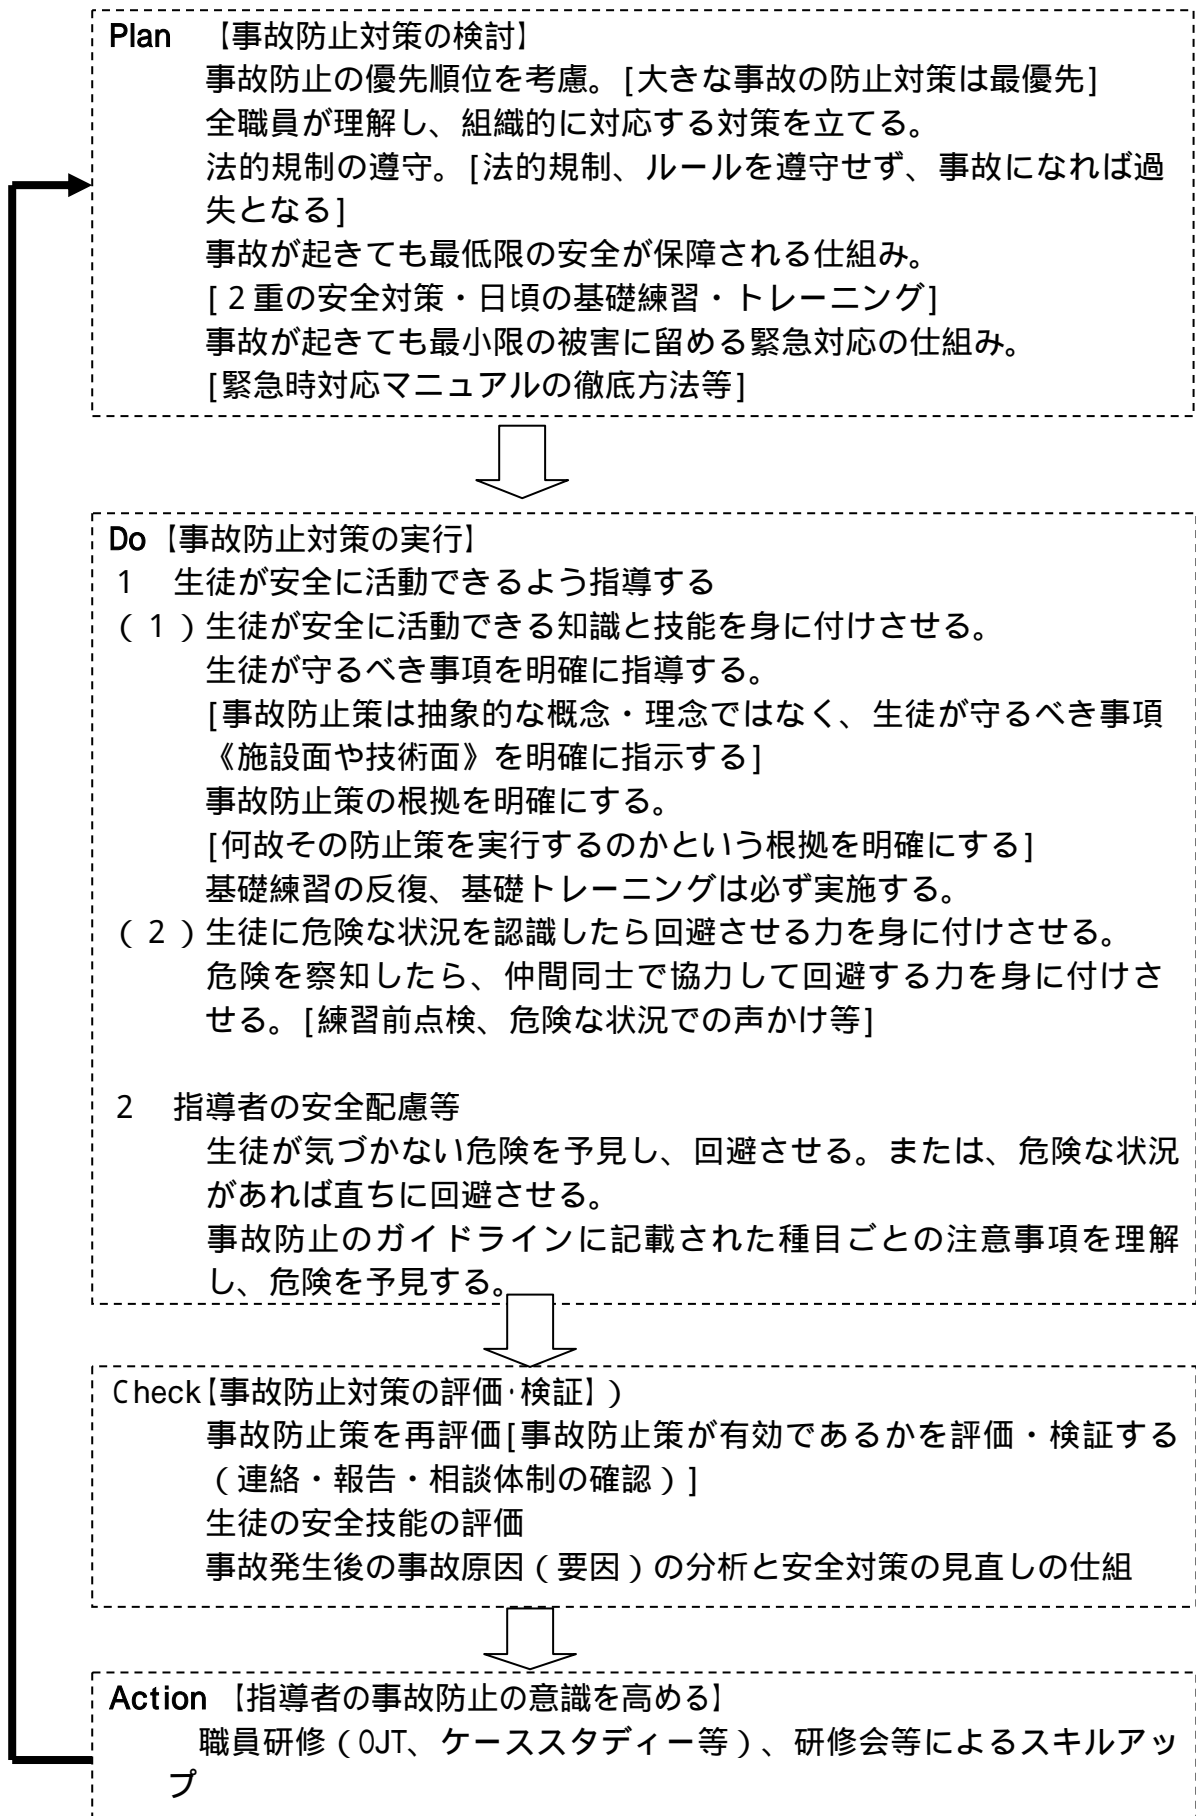 Plan 【事故防止対策の検討】
事故防止の優先順位を考慮。[大きな事故の防止対策は最優先]
全職員が理解し、組織的に対応する対策を立てる。
法的規制の遵守。[法的規制、ルールを遵守せず、事故になれば過
失となる]
事故が起きても最低限の安全が保障される仕組み。
[2重の安全対策・日頃の基礎練習・トレーニング]
事故が起きても最小限の被害に留める緊急対応の仕組み。
[緊急時対応マニュアルの徹底方法等]
Do【事故防止対策の実行】
1 生徒が安全に活動できるよう指導する
(1)生徒が安全に活動できる知識と技能を身に付けさせる。
生徒が守るべき事項を明確に指導する。
[事故防止策は抽象的な概念・理念ではなく、生徒が守るべき事項
《施設面や技術面》を明確に指示する]
事故防止策の根拠を明確にする。
[何故その防止策を実行するのかという根拠を明確にする]
基礎練習の反復、基礎トレーニングは必ず実施する。
(2)生徒に危険な状況を認識したら回避させる力を身に付けさせる。
危険を察知したら、仲間同士で協力して回避する力を身に付けさ
せる。[練習前点検、危険な状況での声かけ等]
2 指導者の安全配慮等
生徒が気づかない危険を予見し、回避させる。または、危険な状況
があれば直ちに回避させる。
事故防止のガイドラインに記載された種目ごとの注意事項を理解
し、危険を予見する。
Check【事故防止対策の評価・検証】)
事故防止策を再評価[事故防止策が有効であるかを評価・検証する
(連絡・報告・相談体制の確認)]
生徒の安全技能の評価
事故発生後の事故原因(要因)の分析と安全対策の見直しの仕組
Action 【指導者の事故防止の意識を高める】
職員研修(OJT、ケーススタディー等)、研修会等によるスキルアッ
プ